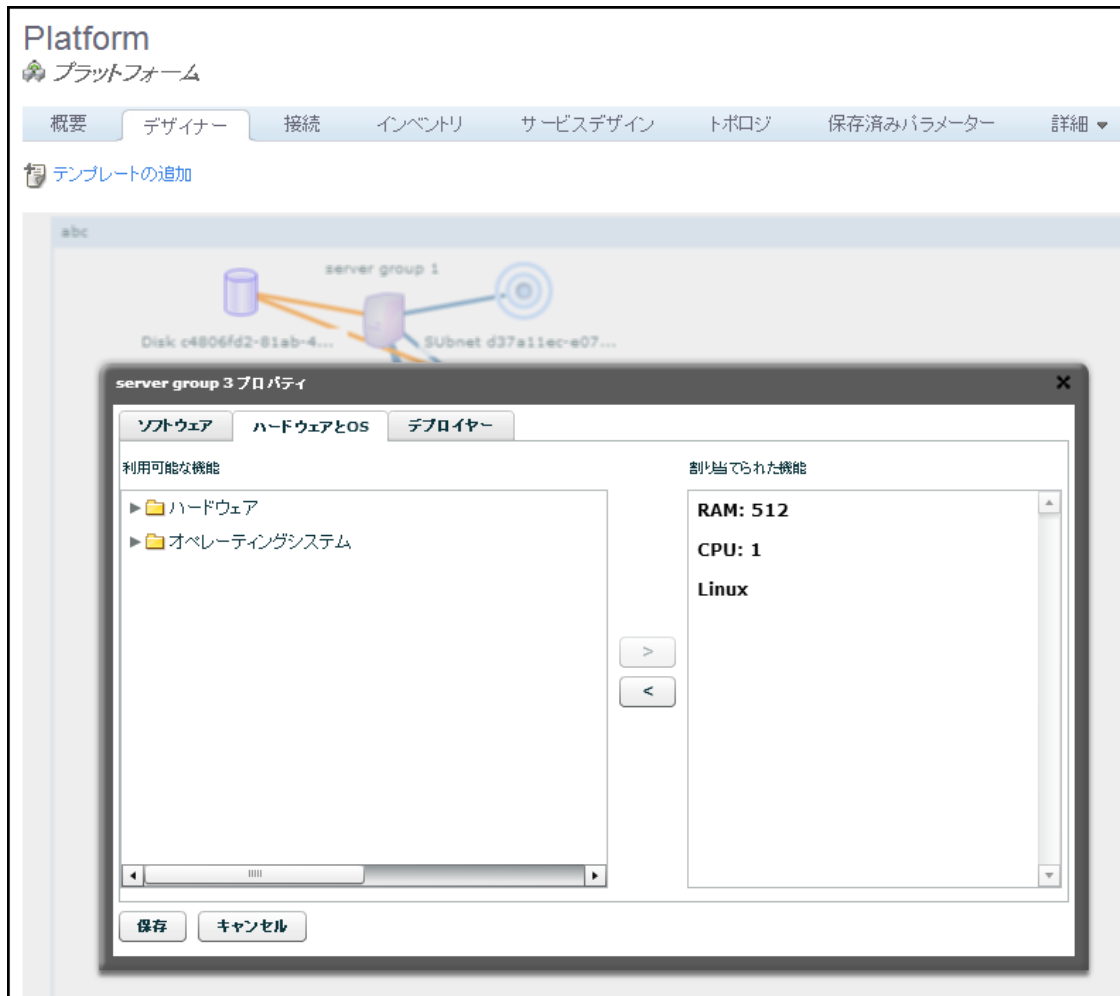 Platform
プラットフォーム
概要 デザイナー 接続 インベントリ サービスデザイン トポロジ 保存済みパラメーター 詳細
テンプレートの追加
abc
server group 1
Disk c4806fd2-81ab-4... SUbnet d37a11ec-e07...
server group 3 プロパティ
ソフトウェア ハードウェアとOS デプロイヤー
利用可能な機能 割り当てられた機能
ハードウェア RAM: 512
オペレーティングシステム CPU: 1
Linux
>
<
保存 キャンセル